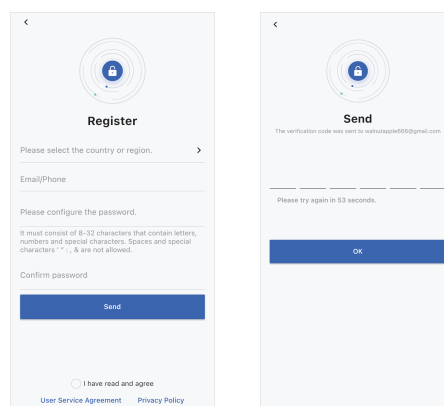 Register
Please select the country or region.
Email/Phone
Please configure the password.
It must consist of 8-32 characters that contain letters,
numbers and special characters. Spaces and special
characters ' " : , & are not allowed.
Confirm password
Send
I have read and agree
User Service Agreement Privacy Policy
Send
The verification code was sent to walnutapple666@gmail.com
Please try again in 53 seconds.
OK